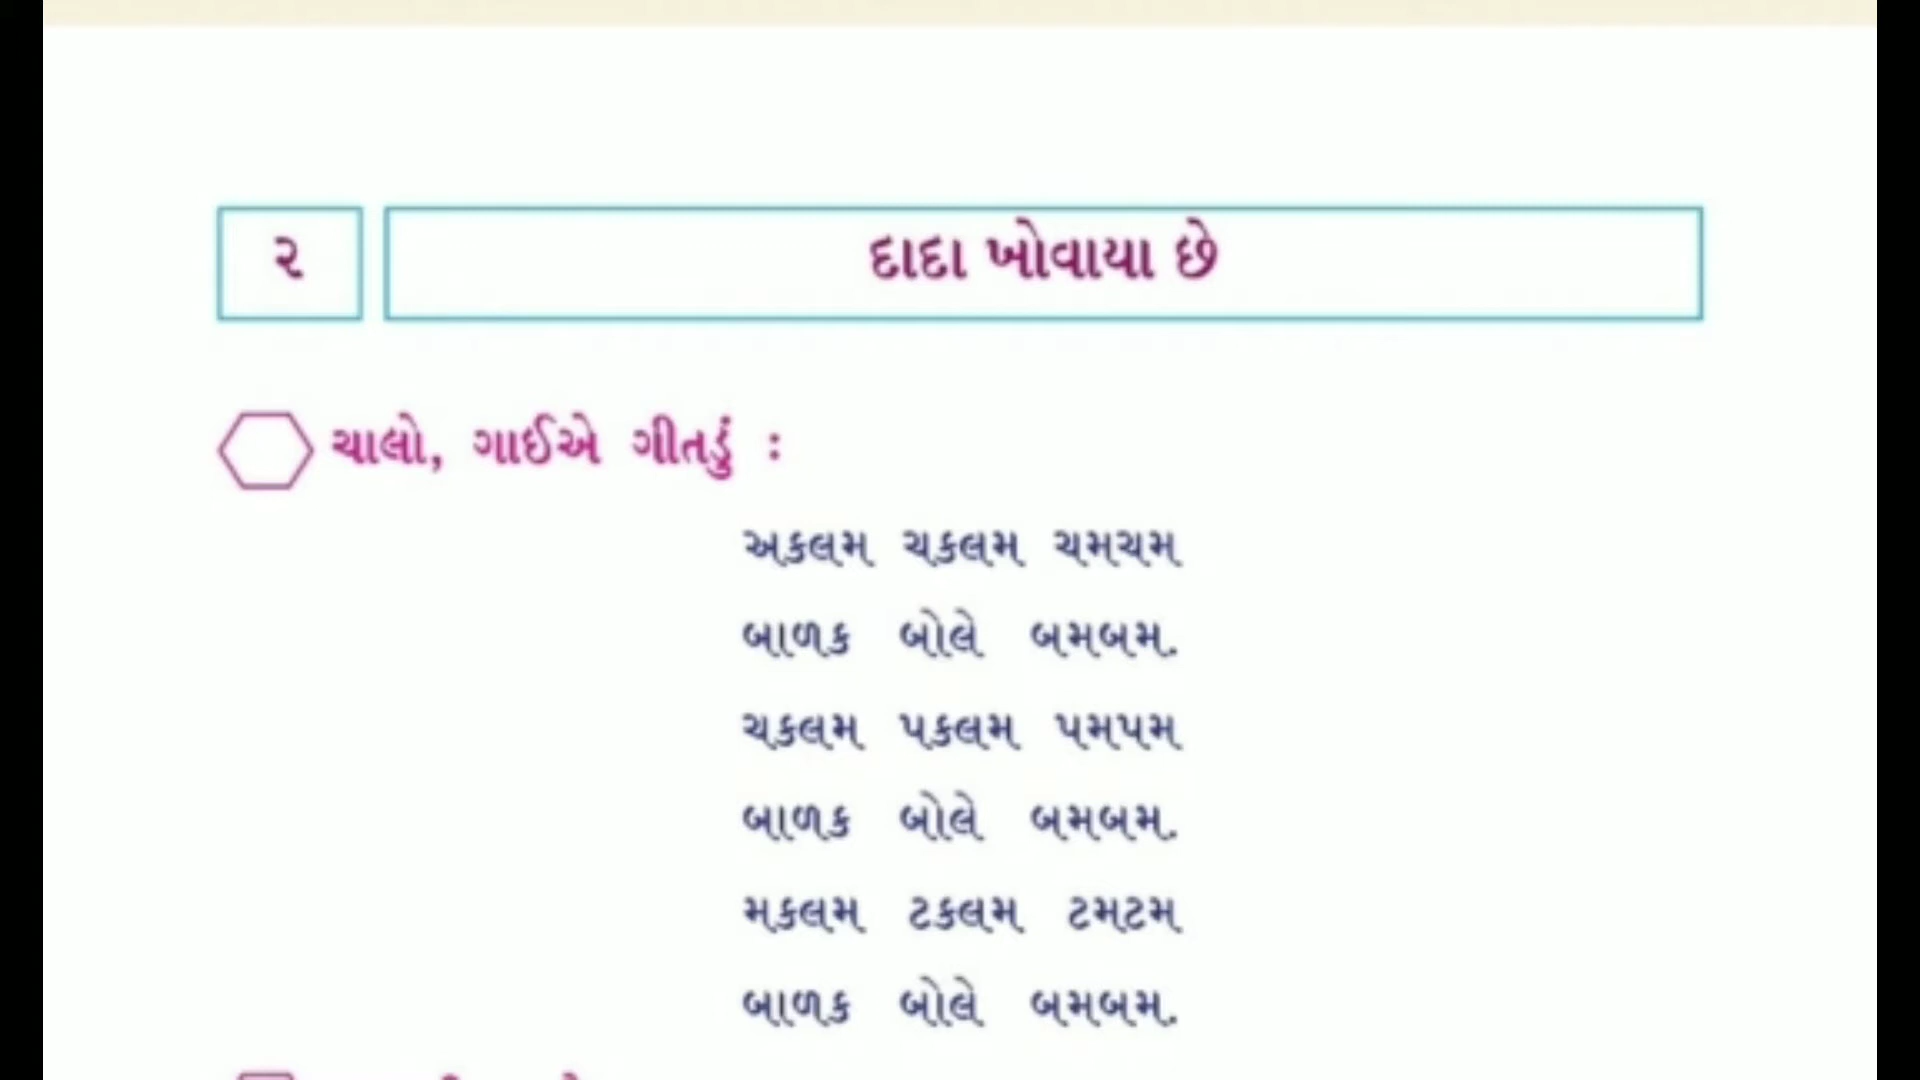 ૨ દાદા ખોવાયા છે
ચાલો, ગાઈએ ગીતડું :
અકલમ ચકલમ ચમચમ
બાળક બોલે બમબમ.
ચકલમ પકલમ પમપમ
બાળક બોલે બમબમ.
મકલમ ટકલમ ટમટમ
બાળક બોલે બમબમ.